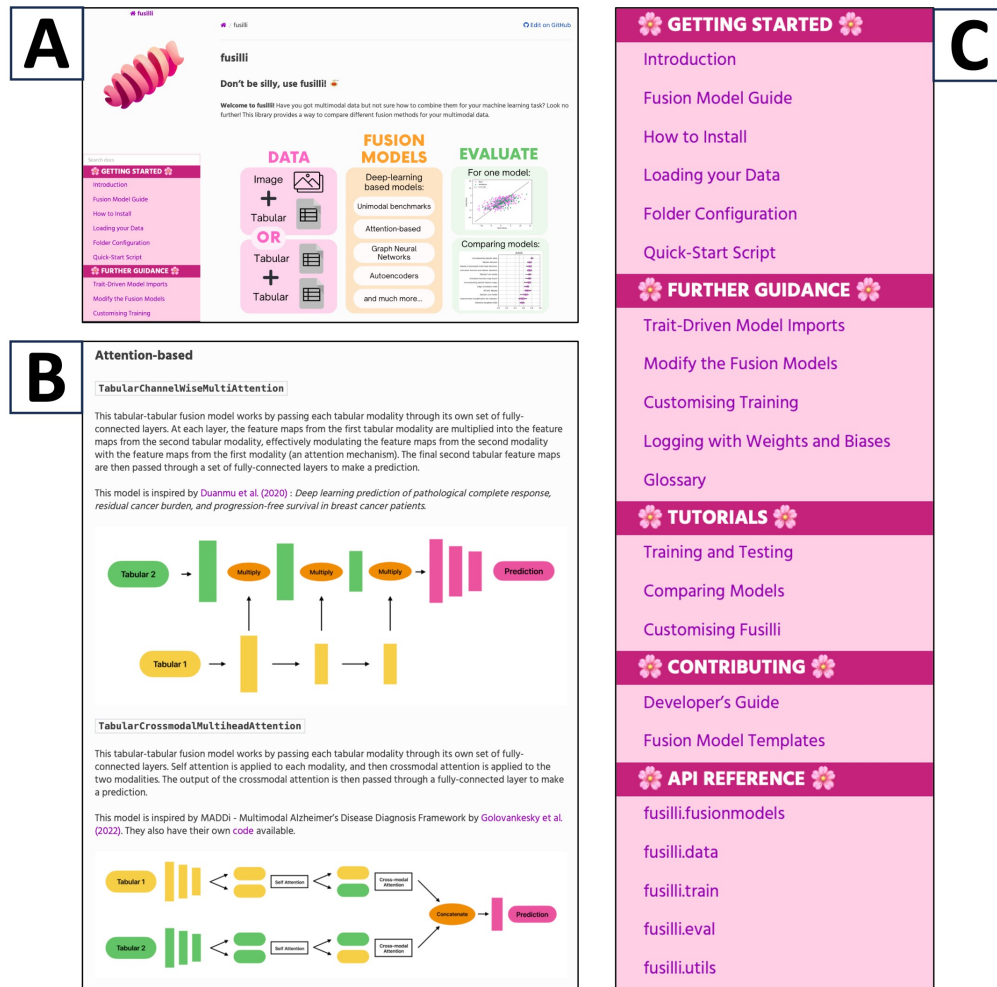 A
fusilli
/ fusilli
Edit on GitHub
fusilli
Don't be silly, use fusilli!
Welcome to fusilli! Have you got multimodal data but not sure how to combine them for your machine learning task? Look no
further! This library provides a way to compare different fusion methods for your multimodal data.
Search docs
GETTING STARTED
Introduction
Fusion Model Guide
How to Install
Loading your Data
Folder Configuration
Quick-Start Script
FURTHER GUIDANCE
Trait-Driven Model Imports
Modify the Fusion Models
Customising Training
DATA
Image
+
Tabular
OR
Tabular
+
Tabular
FUSION
MODELS
Deep-learning
based models:
Unimodal benchmarks
Attention-based
Graph Neural
Networks
Autoencoders
and much more...
EVALUATE
For one model:
Comparing models:
B
Attention-based
TabularChannelWiseMultiAttention
This tabular-tabular fusion model works by passing each tabular modality through its own set of fully-
connected layers. At each layer, the feature maps from the first tabular modality are multiplied into the feature
maps from the second tabular modality, effectively modulating the feature maps from the second modality
with the feature maps from the first modality (an attention mechanism). The final second tabular feature maps
are then passed through a set of fully-connected layers to make a prediction.
This model is inspired by Duanmu et al. (2020) : Deep learning prediction of pathological complete response,
residual cancer burden, and progression-free survival in breast cancer patients.
Tabular 2
Multiply
Multiply
Multiply
Prediction
Tabular 1
TabularCrossmodalMultiheadAttention
This tabular-tabular fusion model works by passing each tabular modality through its own set of fully-
connected layers. Self attention is applied to each modality, and then crossmodal attention is applied to the
two modalities. The output of the crossmodal attention is then passed through a fully-connected layer to make
a prediction.
This model is inspired by MADDi - Multimodal Alzheimer's Disease Diagnosis Framework by Golovankesky et al.
(2022). They also have their own code available.
Tabular 1
Self Attention
Cross-modal
Attention
Concatenate
Prediction
Tabular 2
Self Attention
Cross-modal
Attention
C
GETTING STARTED
Introduction
Fusion Model Guide
How to Install
Loading your Data
Folder Configuration
Quick-Start Script
FURTHER GUIDANCE
Trait-Driven Model Imports
Modify the Fusion Models
Customising Training
Logging with Weights and Biases
Glossary
TUTORIALS
Training and Testing
Comparing Models
Customising Fusilli
CONTRIBUTING
Developer's Guide
Fusion Model Templates
API REFERENCE
fusilli.fusionmodels
fusilli.data
fusilli.train
fusilli.eval
fusilli.utils